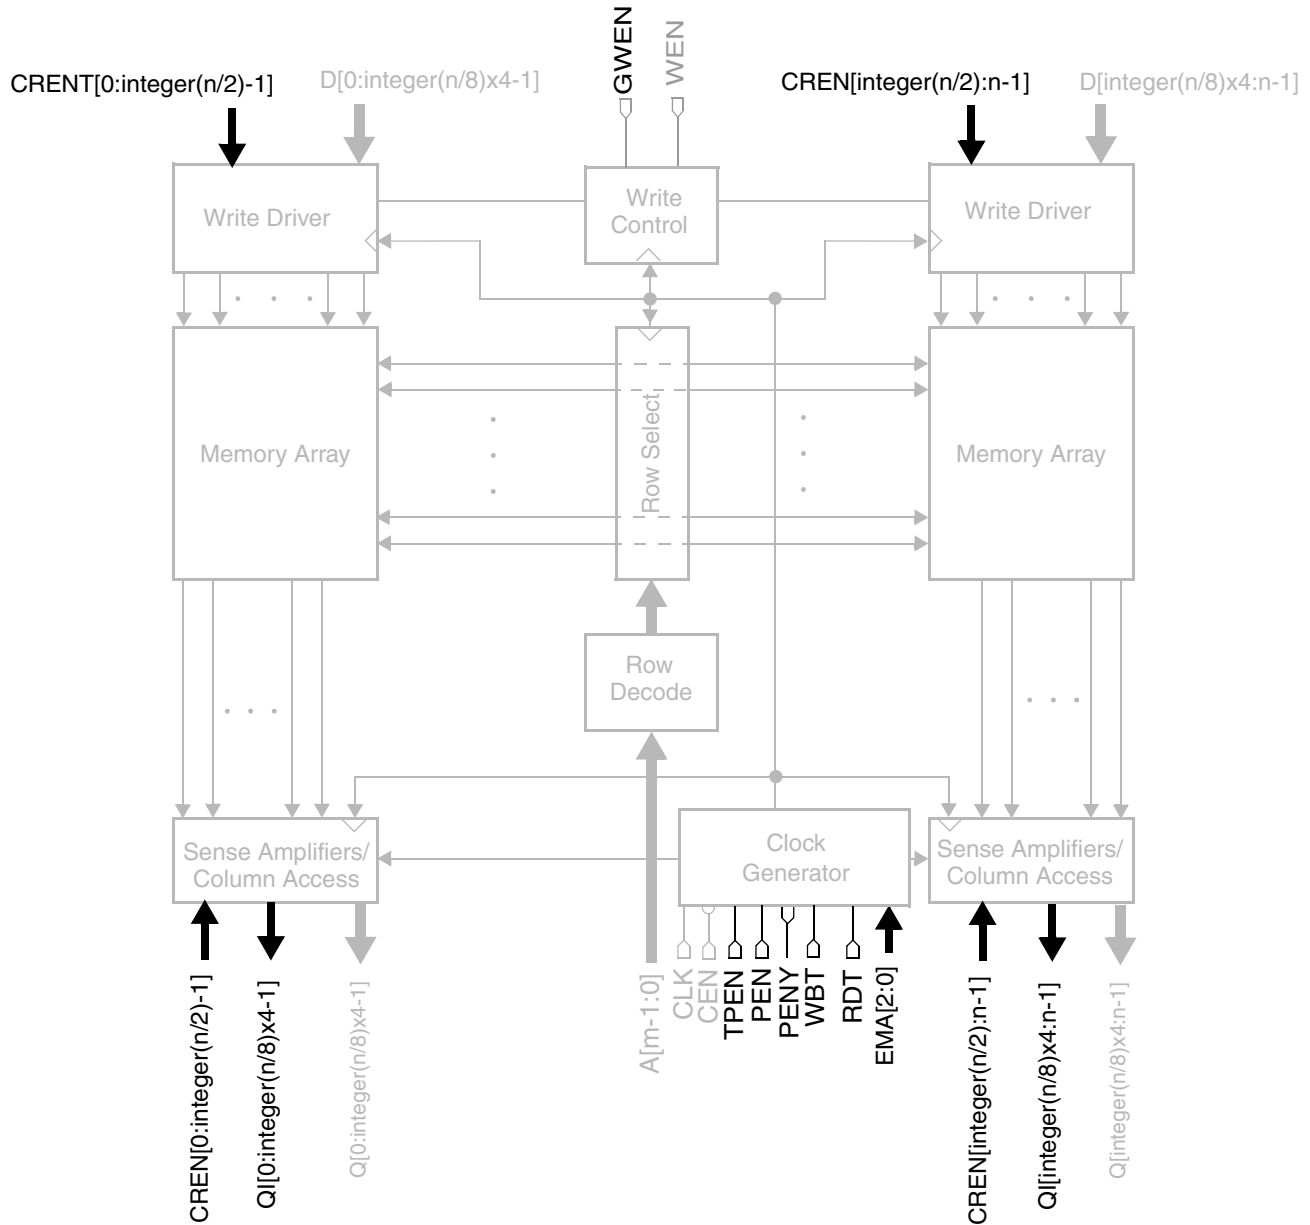 GWEN
WEN
CRENT[0:integer(n/2)-1]
D[0:integer(n/8)x4-1]
CREN[integer(n/2):n-1]
D[integer(n/8)x4:n-1]
Write Driver
Write
Control
Write Driver
Memory Array
Row Select
Memory Array
Row
Decode
Sense Amplifiers/
Column Access
Clock
Generator
Sense Amplifiers/
Column Access
CREN[0:integer(n/2)-1]
QI[0:integer(n/8)x4-1]
Q[0:integer(n/8)x4-1]
A[m-1:0]
CLK
CEN
TPEN
PEN
PENY
WBT
RDT
EMA[2:0]
CREN[integer(n/2):n-1]
QI[integer(n/8)x4:n-1]
Q[integer(n/8)x4:n-1]